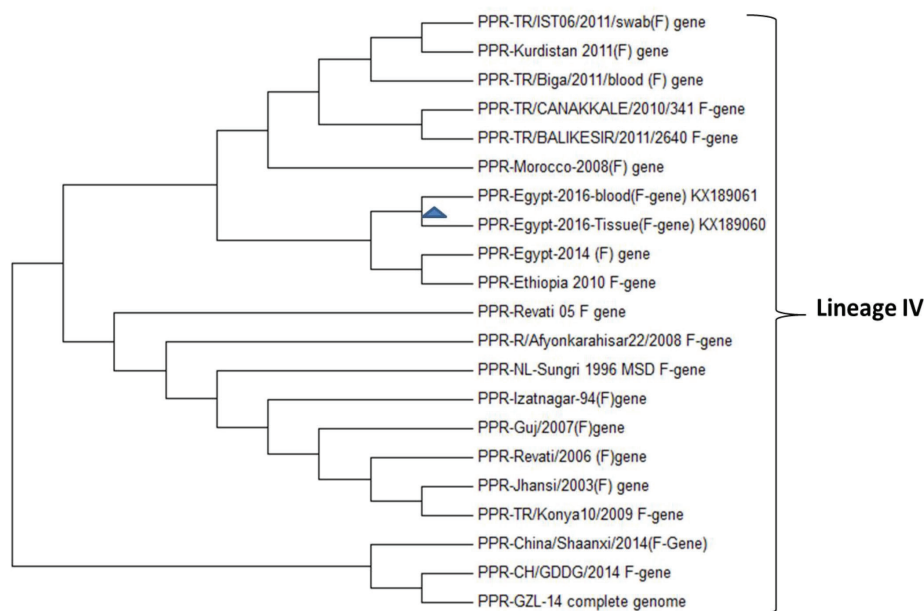 PPR-TR/IST06/2011/swab(F) gene
PPR-Kurdistan 2011(F) gene
PPR-TR/Biga/2011/blood (F) gene
PPR-TR/CANAKKALE/2010/341 F-gene
PPR-TR/BALIKESIR/2011/2640 F-gene
PPR-Morocco-2008(F) gene
PPR-Egypt-2016-blood(F-gene) KX189061
PPR-Egypt-2016-Tissue(F-gene) KX189060
PPR-Egypt-2014 (F) gene
PPR-Ethiopia 2010 F-gene
PPR-Revati 05 F gene
PPR-R/Afyonkarahisar22/2008 F-gene
PPR-NL-Sungri 1996 MSD F-gene
PPR-Izatnagar-94(F)gene
PPR-Guj/2007(F)gene
PPR-Revati/2006 (F)gene
PPR-Jhansi/2003(F) gene
PPR-TR/Konya10/2009 F-gene
PPR-China/Shaanxi/2014(F-Gene)
PPR-CH/GDDG/2014 F-gene
PPR-GZL-14 complete genome
Lineage IV